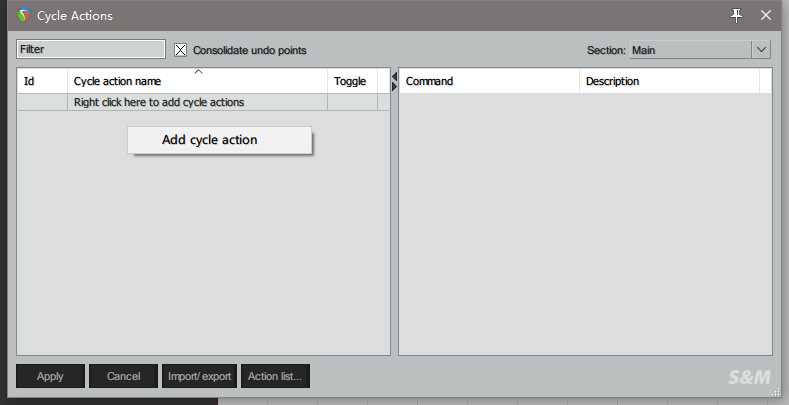 Cycle Actions
Filter
Consolidate undo points
Section: Main
Id Cycle action name Toggle
Command Description
Right click here to add cycle actions
Add cycle action
Apply Cancel Import/export Action list...
S&M